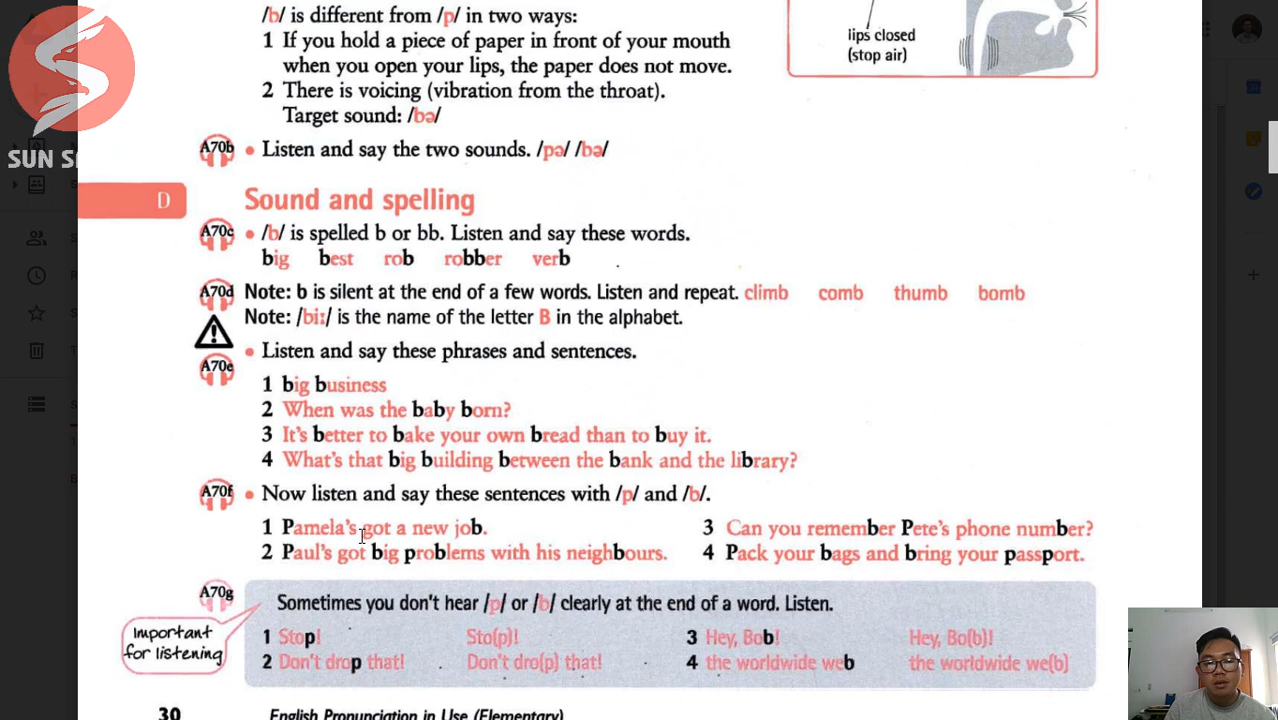 /b/ is different from /p/ in two ways:
1 If you hold a piece of paper in front of your mouth
when you open your lips, the paper does not move.
2 There is voicing (vibration from the throat).
Target sound: /bə/
lips closed
(stop air)
SUN S
A70b • Listen and say the two sounds. /pə/ /bə/
D Sound and spelling
A70c • /b/ is spelled b or bb. Listen and say these words.
big best rob robber verb
A70d Note: b is silent at the end of a few words. Listen and repeat. climb comb thumb bomb
Note: /biː/ is the name of the letter B in the alphabet.
A70e • Listen and say these phrases and sentences.
1 big business
2 When was the baby born?
3 It's better to bake your own bread than to buy it.
4 What's that big building between the bank and the library?
A70f • Now listen and say these sentences with /p/ and /b/.
1 Pamela's got a new job.
2 Paul's got big problems with his neighbours.
3 Can you remember Pete's phone number?
4 Pack your bags and bring your passport.
A70g Sometimes you don't hear /p/ or /b/ clearly at the end of a word. Listen.
Important
for listening
1 Stop! Sto(p)! 3 Hey, Bob! Hey, Bo(b)!
2 Don't drop that! Don't dro(p) that! 4 the worldwide web the worldwide we(b)
30 English Pronunciation in Use (Elementary)